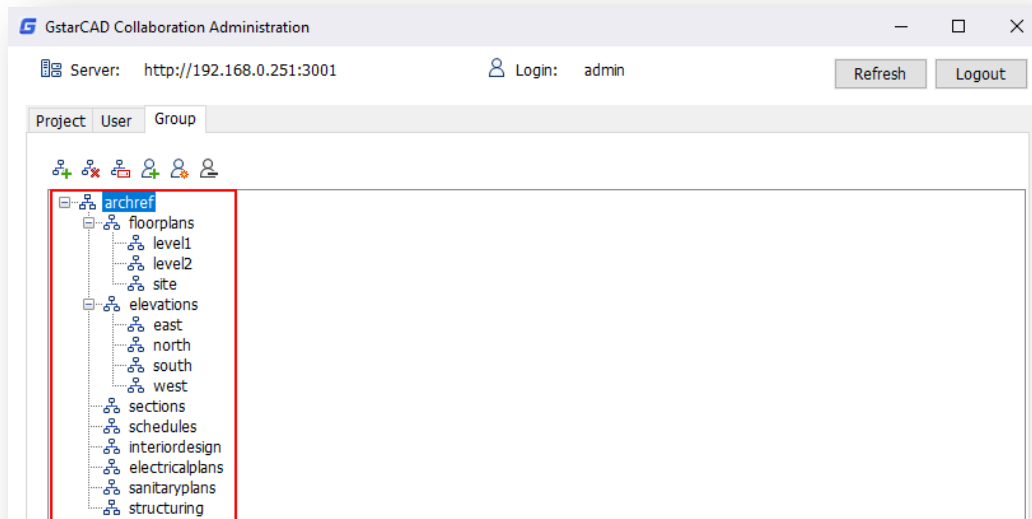 GstarCAD Collaboration Administration
Server: http://192.168.0.251:3001 Login: admin Refresh Logout
Project User Group
archref
floorplans
level1
level2
site
elevations
east
north
south
west
sections
schedules
interiordesign
electricalplans
sanitaryplans
structuring